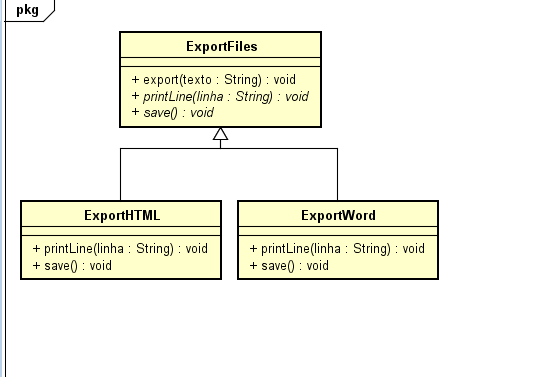 pkg
ExportFiles
+ export(texto : String) : void
+ printLine(linha : String) : void
+ save() : void
ExportHTML
+ printLine(linha : String) : void
+ save() : void
ExportWord
+ printLine(linha : String) : void
+ save() : void